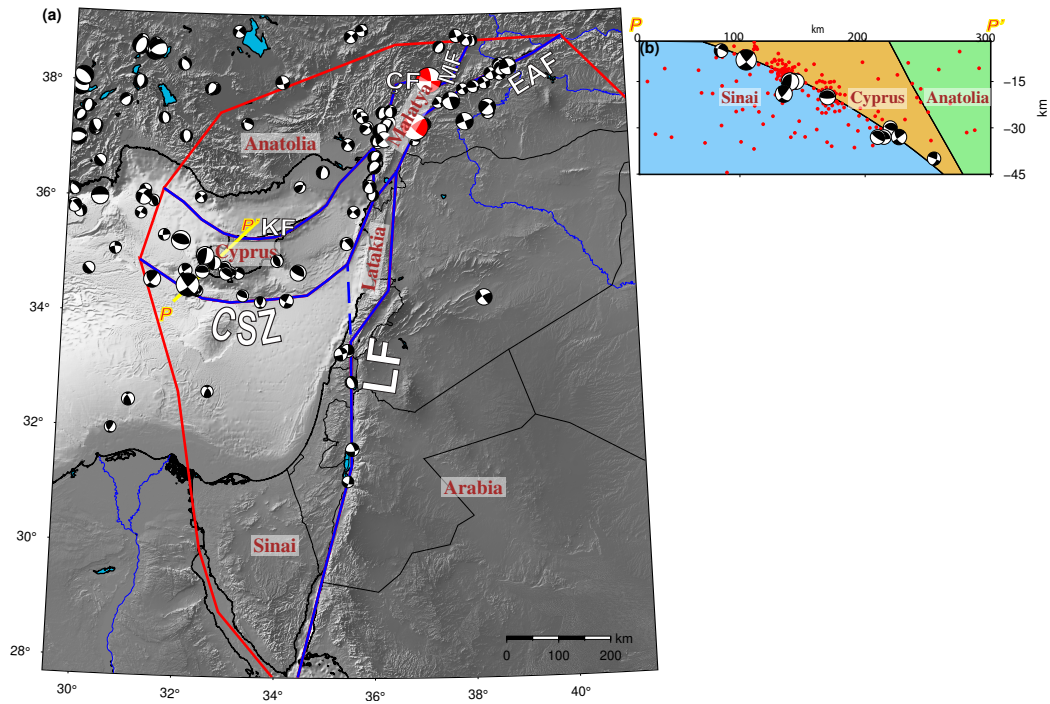 (a)
38°
36°
34°
32°
30°
28°
30°
32°
34°
36°
38°
40°
Anatolia
CF
MF
Malatya
EAF
P'
KF
Cyprus
Latakia
P
CSZ
LF
Arabia
Sinai
km
0
100
200
P
P'
0
100
km
200
300
(b)
Sinai
Cyprus
Anatolia
−15
−30
−45
km